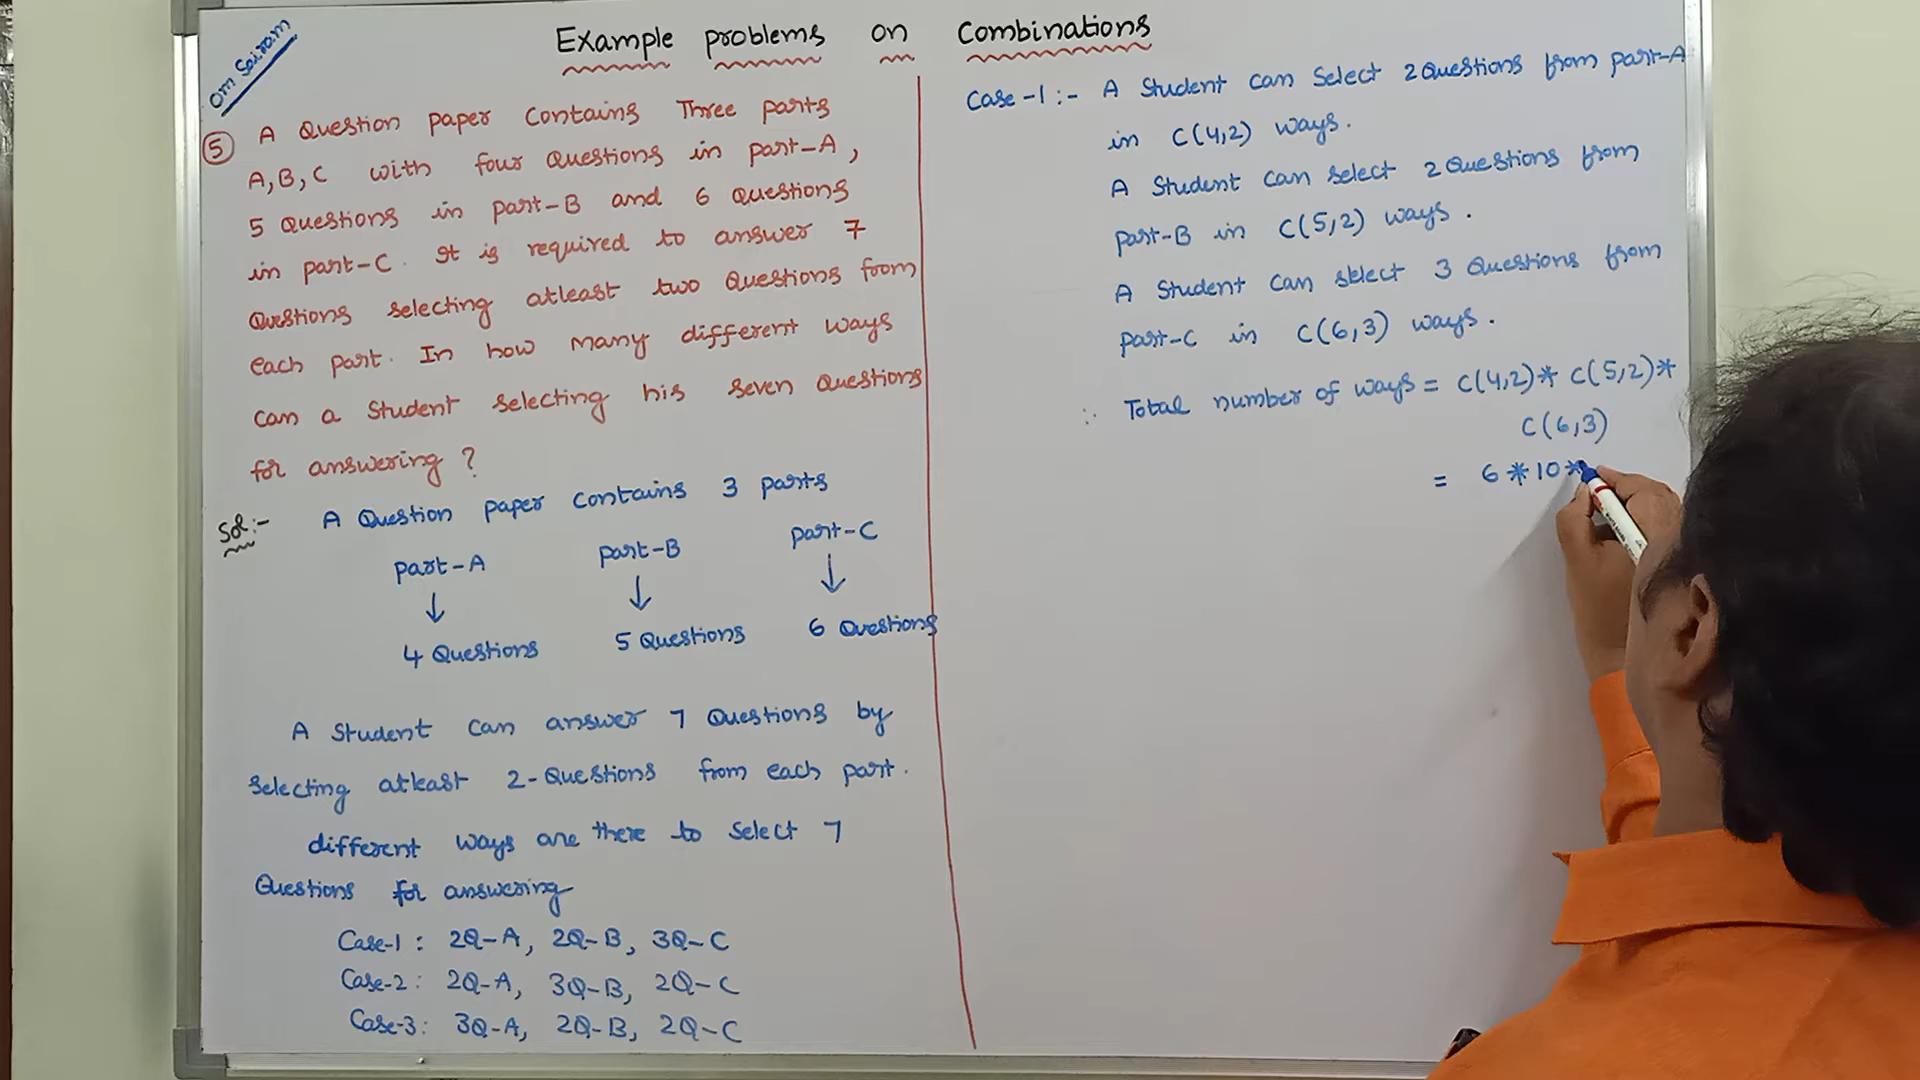 Om Sairam
Example problems on Combinations
5 A Question paper contains Three parts
A, B, C with four Questions in part-A,
5 Questions in part-B and 6 Questions
in part-C. It is required to answer 7
Questions selecting atleast two Questions from
each part. In how many different ways
can a student selecting his seven Questions
for answering ?
Sol:- A Question paper contains 3 parts
part-A part-B part-C
↓ ↓ ↓
4 Questions 5 Questions 6 Questions
A student can answer 7 Questions by
selecting atleast 2-Questions from each part.
different ways are there to select 7
Questions for answering
Case-1 : 2Q-A, 2Q-B, 3Q-C
Case-2 : 2Q-A, 3Q-B, 2Q-C
Case-3 : 3Q-A, 2Q-B, 2Q-C
Case-1 :- A Student can select 2 Questions from part-A
in C(4,2) ways.
A Student can select 2 Questions from
part-B in C(5,2) ways.
A Student can select 3 Questions from
part-C in C(6,3) ways.
∴ Total number of ways = C(4,2)* C(5,2)*
C(6,3)
= 6 * 10 *